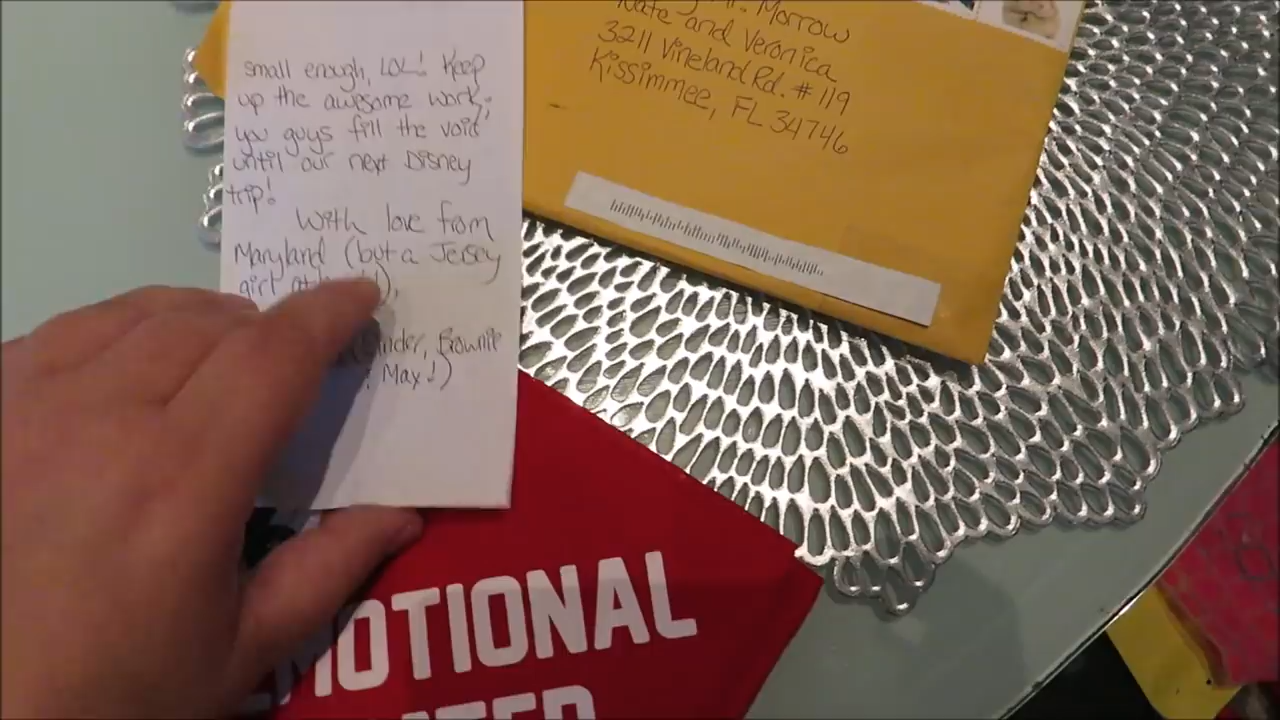 small enough, LOL! Keep
up the awesome work;
you guys fill the void
until our next Disney
trip!
With love from
Maryland (but a Jersey
girl at
Brownie
Max!)
Morrow
Nate and Veronica
3211 Vineland Rd. # 119
Kissimmee, FL 34746
EMOTIONAL